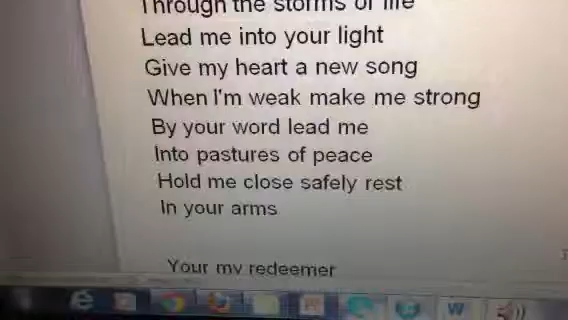 Through the storms of life
Lead me into your light
Give my heart a new song
When I'm weak make me strong
By your word lead me
Into pastures of peace
Hold me close safely rest
In your arms
Your my redeemer
W